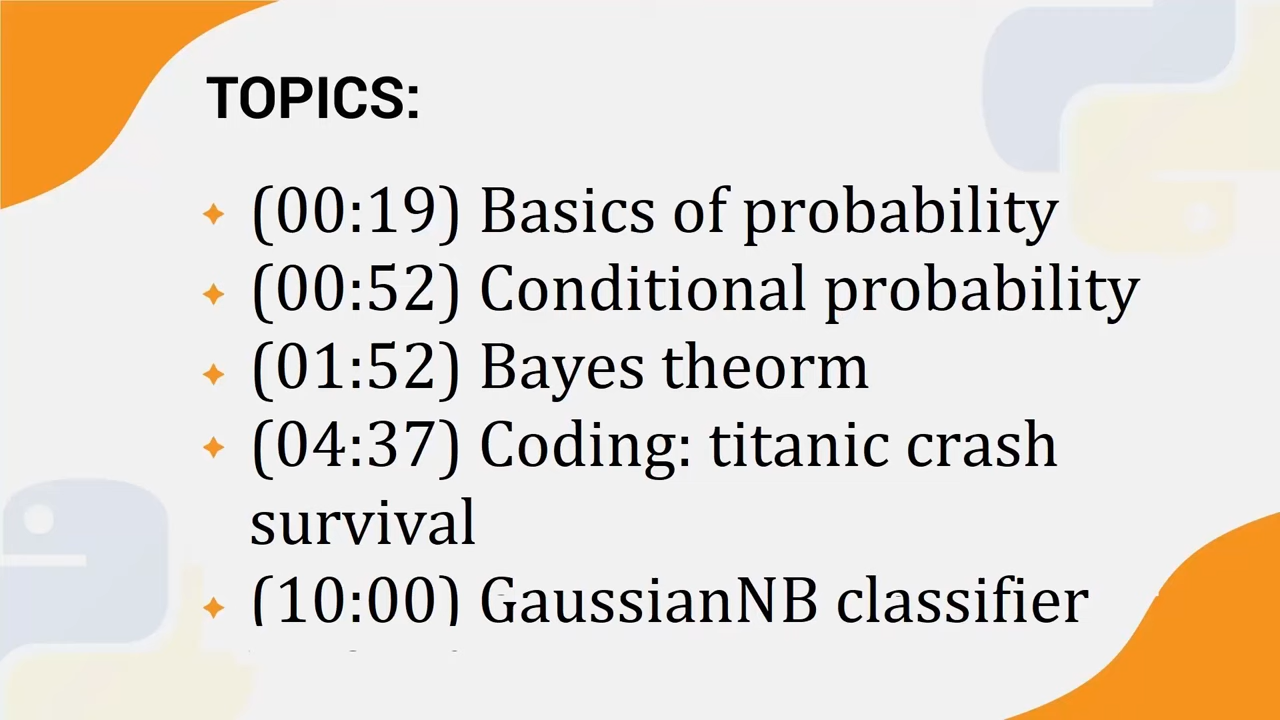 TOPICS:
(00:19) Basics of probability
(00:52) Conditional probability
(01:52) Bayes theorm
(04:37) Coding: titanic crash
survival
(10:00) GaussianNB classifier